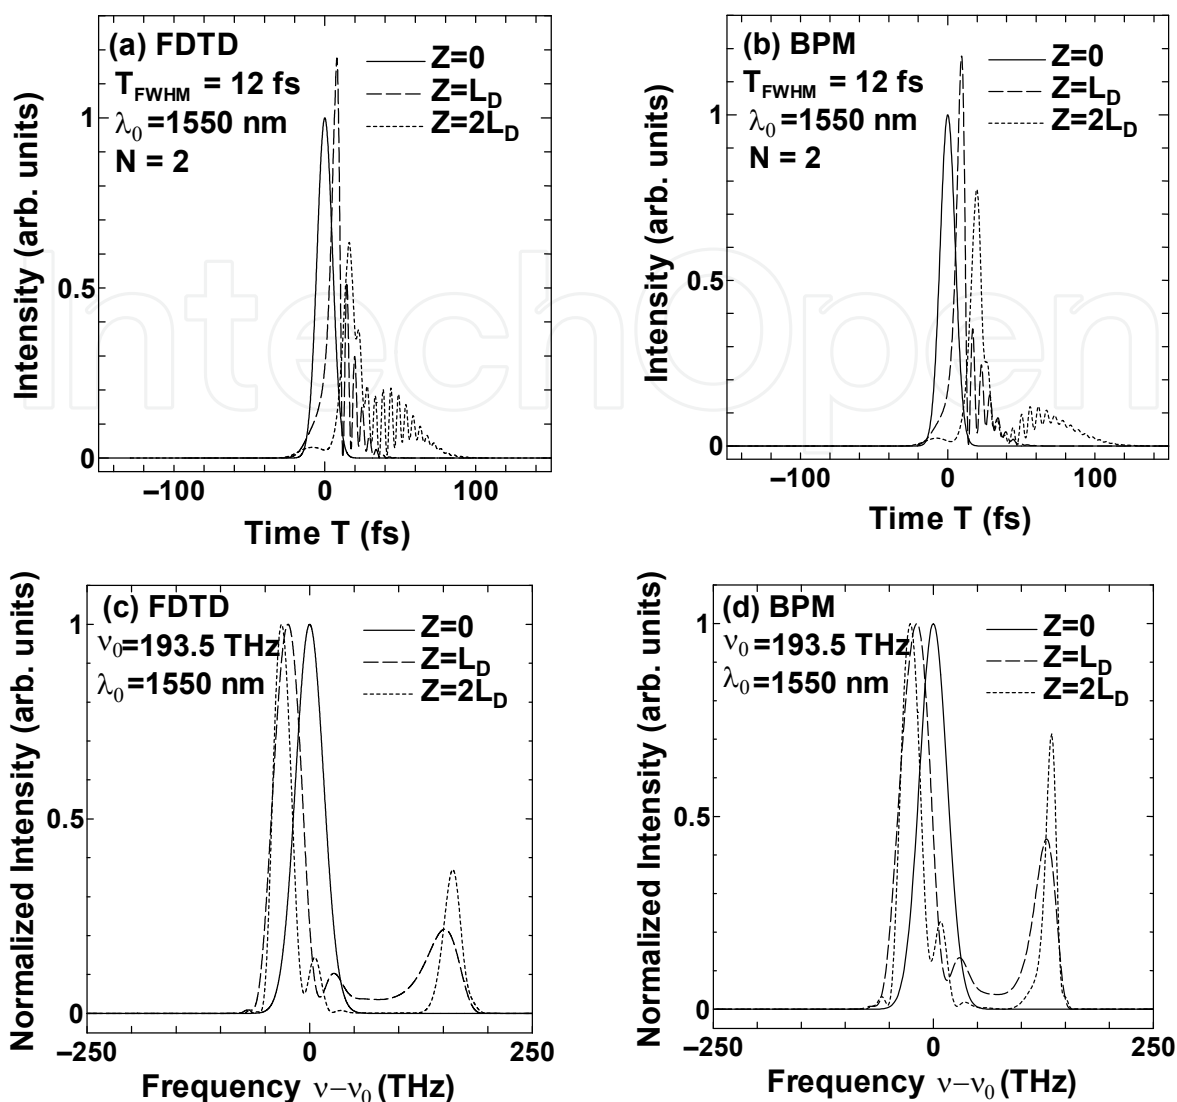 (a) FDTD
T_FWHM = 12 fs
λ₀ =1550 nm
N = 2
Z=0
Z=L_D
Z=2L_D
Intensity (arb. units)
1
0.5
0
−100 0 100
Time T (fs)
(b) BPM
T_FWHM = 12 fs
λ₀ =1550 nm
N = 2
Z=0
Z=L_D
Z=2L_D
Intensity (arb. units)
1
0.5
0
−100 0 100
Time T (fs)
IntechOpen
(c) FDTD
ν₀=193.5 THz
λ₀=1550 nm
Z=0
Z=L_D
Z=2L_D
Normalized Intensity (arb. units)
1
0.5
0
−250 0 250
Frequency ν−ν₀ (THz)
(d) BPM
ν₀=193.5 THz
λ₀=1550 nm
Z=0
Z=L_D
Z=2L_D
Normalized Intensity (arb. units)
1
0.5
0
−250 0 250
Frequency ν−ν₀ (THz)